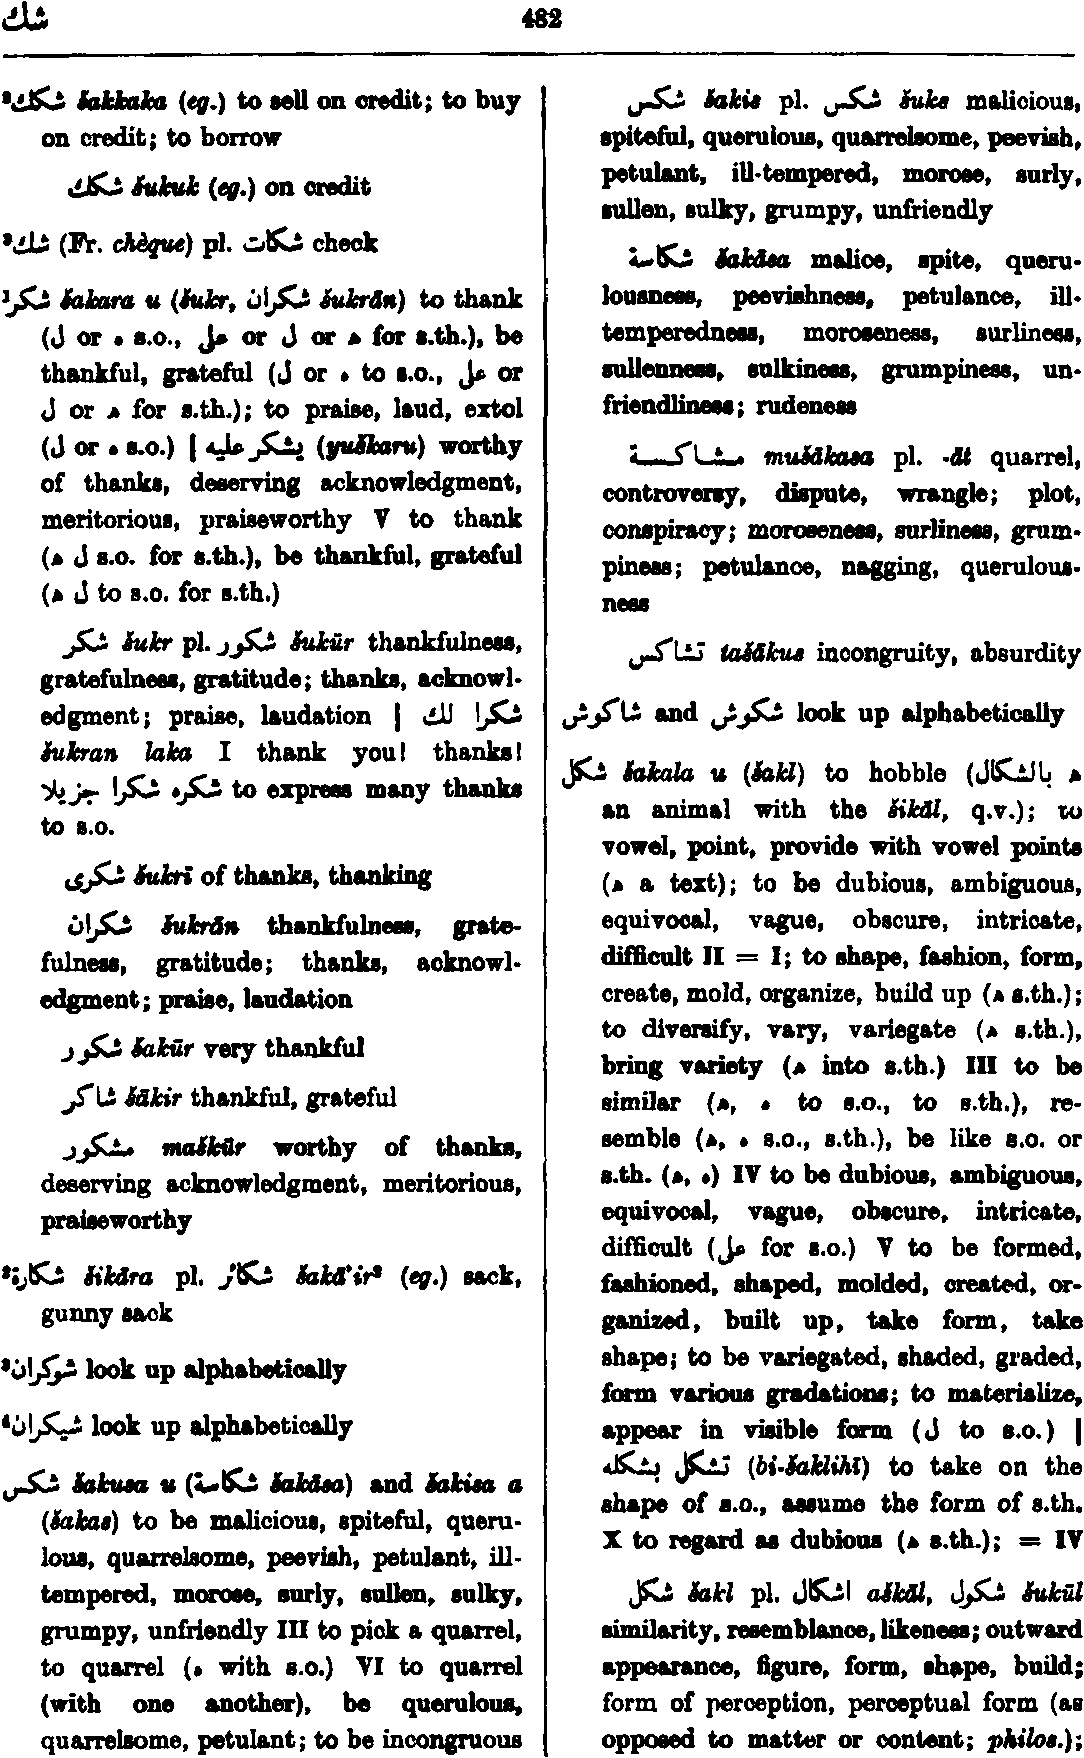 شك
482
²شكك šakkaka (eg.) to sell on credit; to buy
on credit; to borrow
شكك šukuk (eg.) on credit
³شك (Fr. chèque) pl. شكات check
¹شكر šakara u (šukr, شكران šukrān) to thank
(ل or ه s.o., على or ل or ه for s.th.), be
thankful, grateful (ل or ه to s.o., على or
ل or ه for s.th.); to praise, laud, extol
(ل or ه s.o.) | يشكر عليه (yuškaru) worthy
of thanks, deserving acknowledgment,
meritorious, praiseworthy V to thank
(ه ل s.o. for s.th.), be thankful, grateful
(ه ل to s.o. for s.th.)
شكر šukr pl. شكور šukūr thankfulness,
gratefulness, gratitude; thanks, acknowl-
edgment; praise, laudation | شكرا لك
šukran laka I thank you! thanks!
شكره شكرا جزيلا to express many thanks
to s.o.
شكرى šukrī of thanks, thanking
شكران šukrān thankfulness, grate-
fulness, gratitude; thanks, acknowl-
edgment; praise, laudation
شكور šakūr very thankful
شاكر šākir thankful, grateful
مشكور maškūr worthy of thanks,
deserving acknowledgment, meritorious,
praiseworthy
²شكارة šikāra pl. شكائر šakā'ir² (eg.) sack,
gunny sack
³شوكران look up alphabetically
⁴شيكران look up alphabetically
شكس šakusa u (شكاسة šakāsa) and šakisa a
(šakas) to be malicious, spiteful, queru-
lous, quarrelsome, peevish, petulant, ill-
tempered, morose, surly, sullen, sulky,
grumpy, unfriendly III to pick a quarrel,
to quarrel (ه with s.o.) VI to quarrel
(with one another), be querulous,
quarrelsome, petulant; to be incongruous
شكس šakis pl. شكس šuks malicious,
spiteful, querulous, quarrelsome, peevish,
petulant, ill-tempered, morose, surly,
sullen, sulky, grumpy, unfriendly
شكاسة šakāsa malice, spite, queru-
lousness, peevishness, petulance, ill-
temperedness, moroseness, surliness,
sullenness, sulkiness, grumpiness, un-
friendliness; rudeness
مشاكسة mušākasa pl. -āt quarrel,
controversy, dispute, wrangle; plot,
conspiracy; moroseness, surliness, grum-
piness; petulance, nagging, querulous-
ness
تشاكس tašākus incongruity, absurdity
شاكوش and شكوش look up alphabetically
شكل šakala u (šakl) to hobble (بالشكال ه
an animal with the šikāl, q.v.); to
vowel, point, provide with vowel points
(ه a text); to be dubious, ambiguous,
equivocal, vague, obscure, intricate,
difficult II = I; to shape, fashion, form,
create, mold, organize, build up (ه s.th.);
to diversify, vary, variegate (ه s.th.),
bring variety (ه into s.th.) III to be
similar (ه, ه to s.o., to s.th.), re-
semble (ه, ه s.o., s.th.), be like s.o. or
s.th. (ه, ه) IV to be dubious, ambiguous,
equivocal, vague, obscure, intricate,
difficult (على for s.o.) V to be formed,
fashioned, shaped, molded, created, or-
ganized, built up, take form, take
shape; to be variegated, shaded, graded,
form various gradations; to materialize,
appear in visible form (ل to s.o.) |
تشكل بشكله (bi-šaklihī) to take on the
shape of s.o., assume the form of s.th.
X to regard as dubious (ه s.th.); = IV
شكل šakl pl. اشكال aškāl, شكول šukūl
similarity, resemblance, likeness; outward
appearance, figure, form, shape, build;
form of perception, perceptual form (as
opposed to matter or content; philos.);